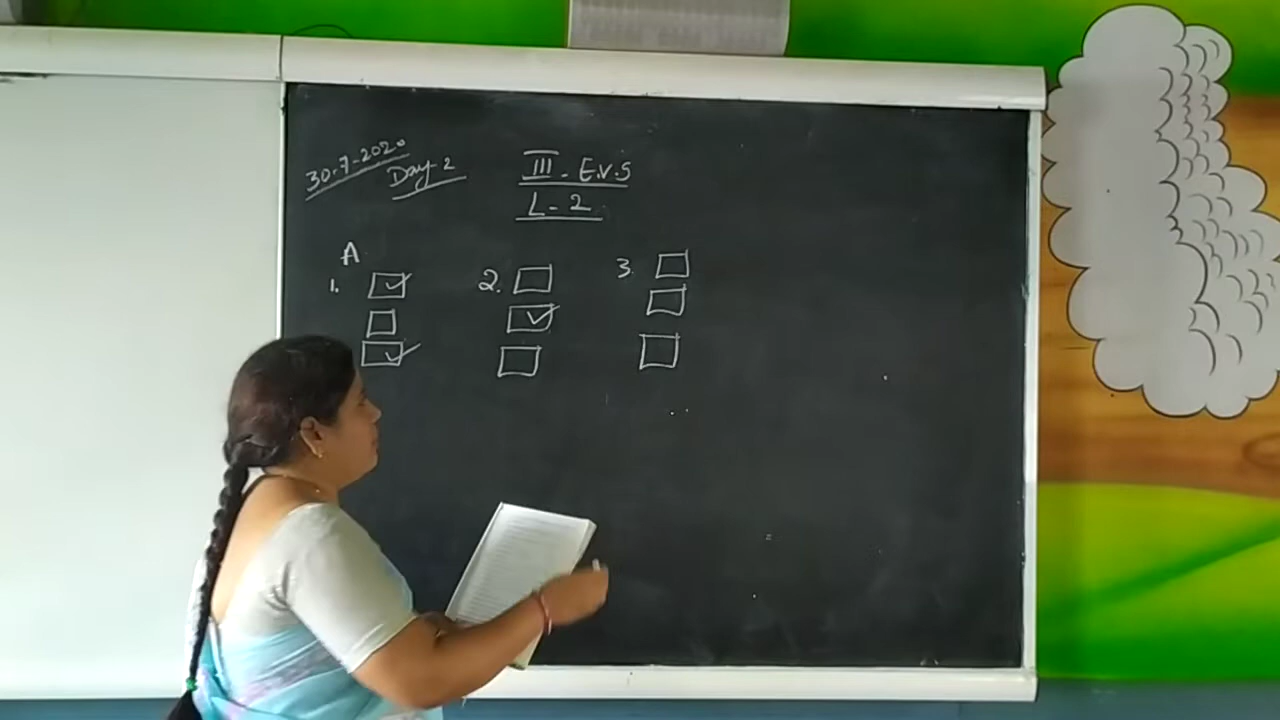 30.7-2020
Day-2
III - E.V.S
L-2
A
1. ☑ 2. ☐ 3. ☐
☐ ☑ ☐
☑ ☐ ☐